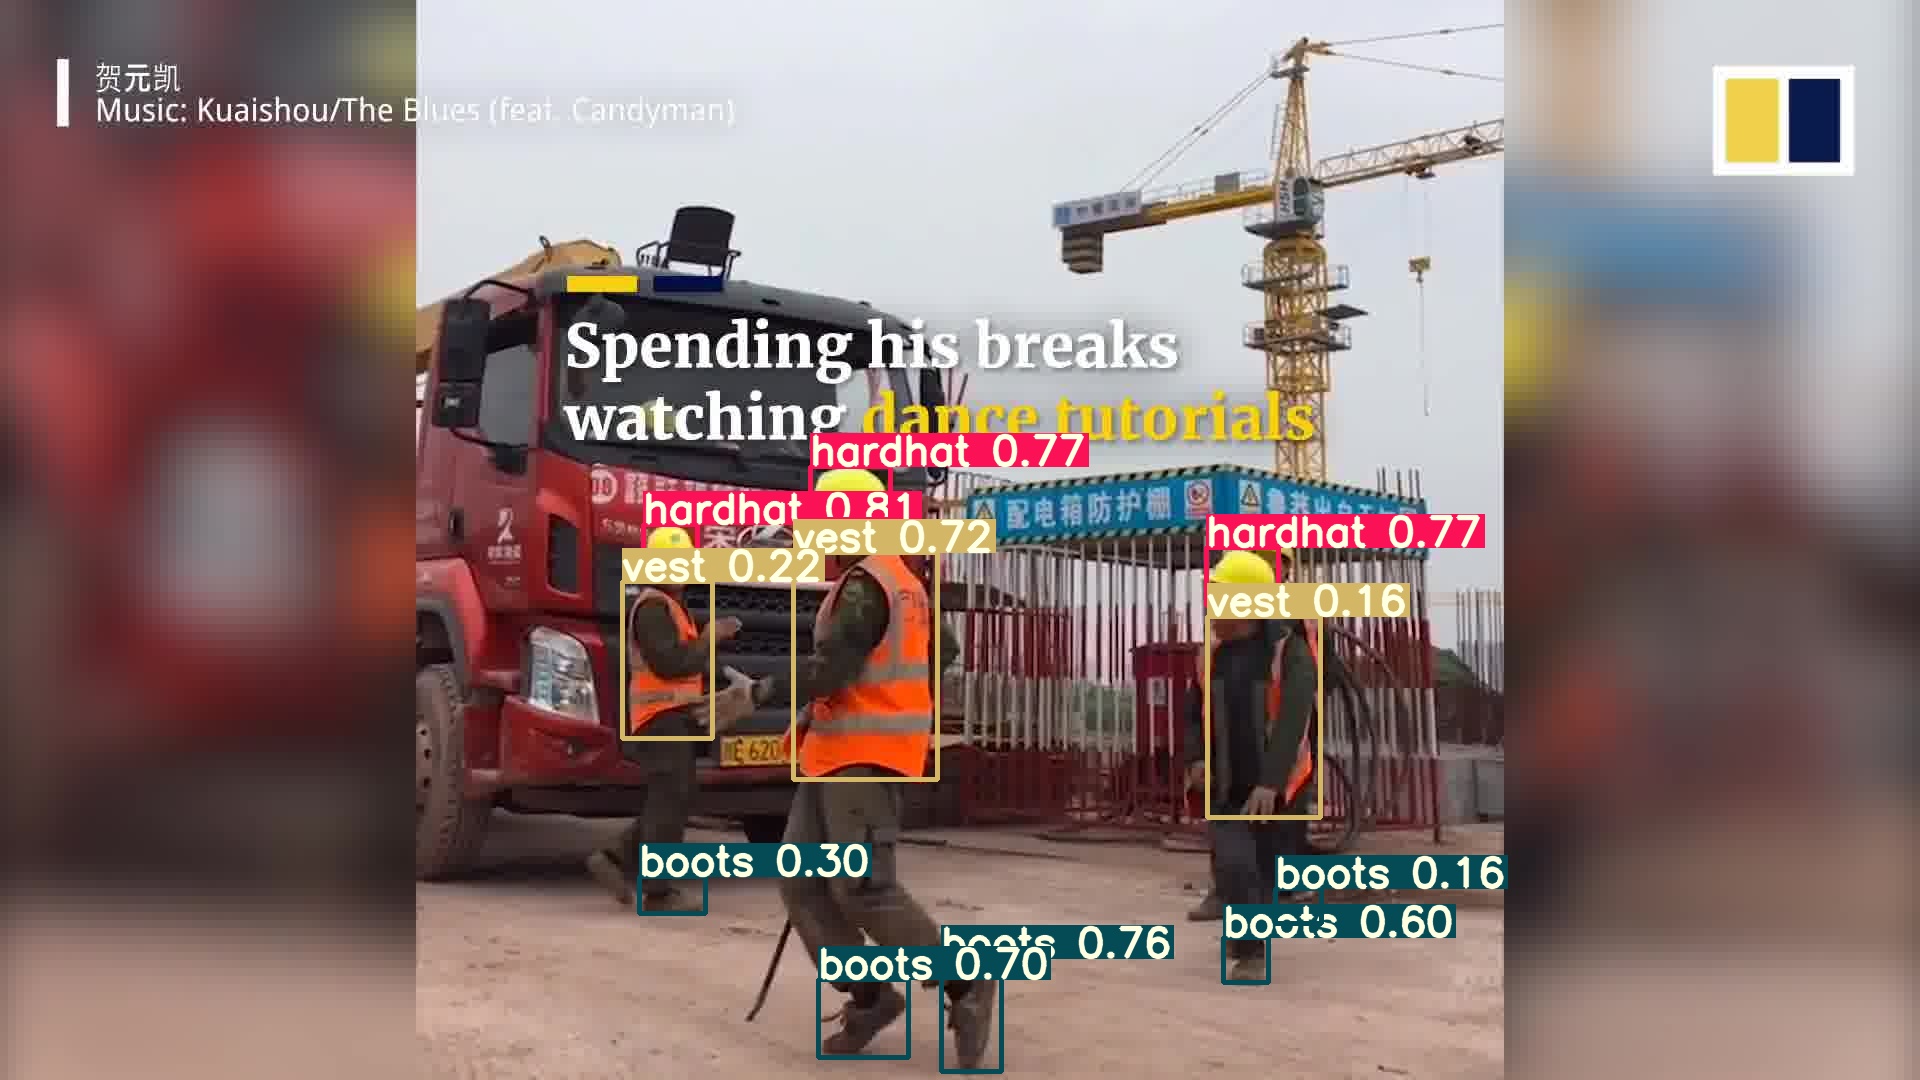 贺元凯
Music: Kuaishou/The Blues (feat. Candyman)
HSH
Spending his breaks
watching dance tutorials
hardhat 0.77
hardhat 0.81
配电箱防护棚
hardhat 0.77
vest 0.72
vest 0.22
vest 0.16
620
boots 0.30
boots 0.16
boots 0.60
boots 0.76
boots 0.70